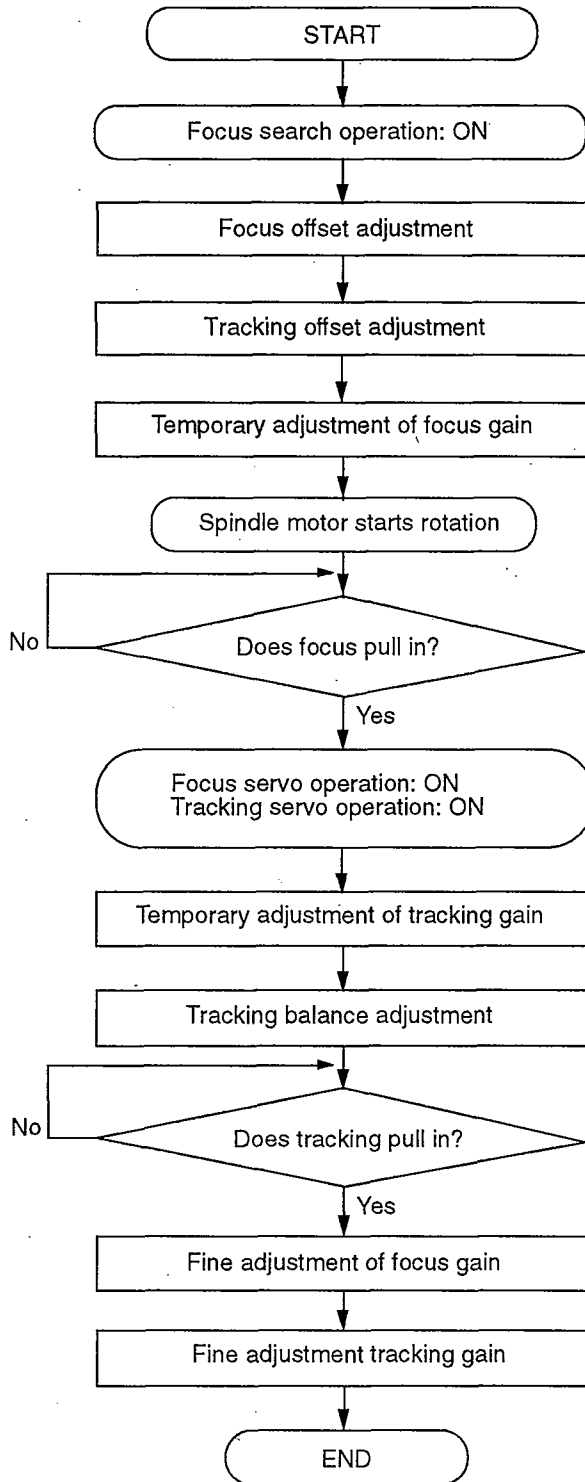 START
Focus search operation: ON
Focus offset adjustment
Tracking offset adjustment
Temporary adjustment of focus gain
Spindle motor starts rotation
Does focus pull in?
No
Yes
Focus servo operation: ON
Tracking servo operation: ON
Temporary adjustment of tracking gain
Tracking balance adjustment
Does tracking pull in?
No
Yes
Fine adjustment of focus gain
Fine adjustment tracking gain
END